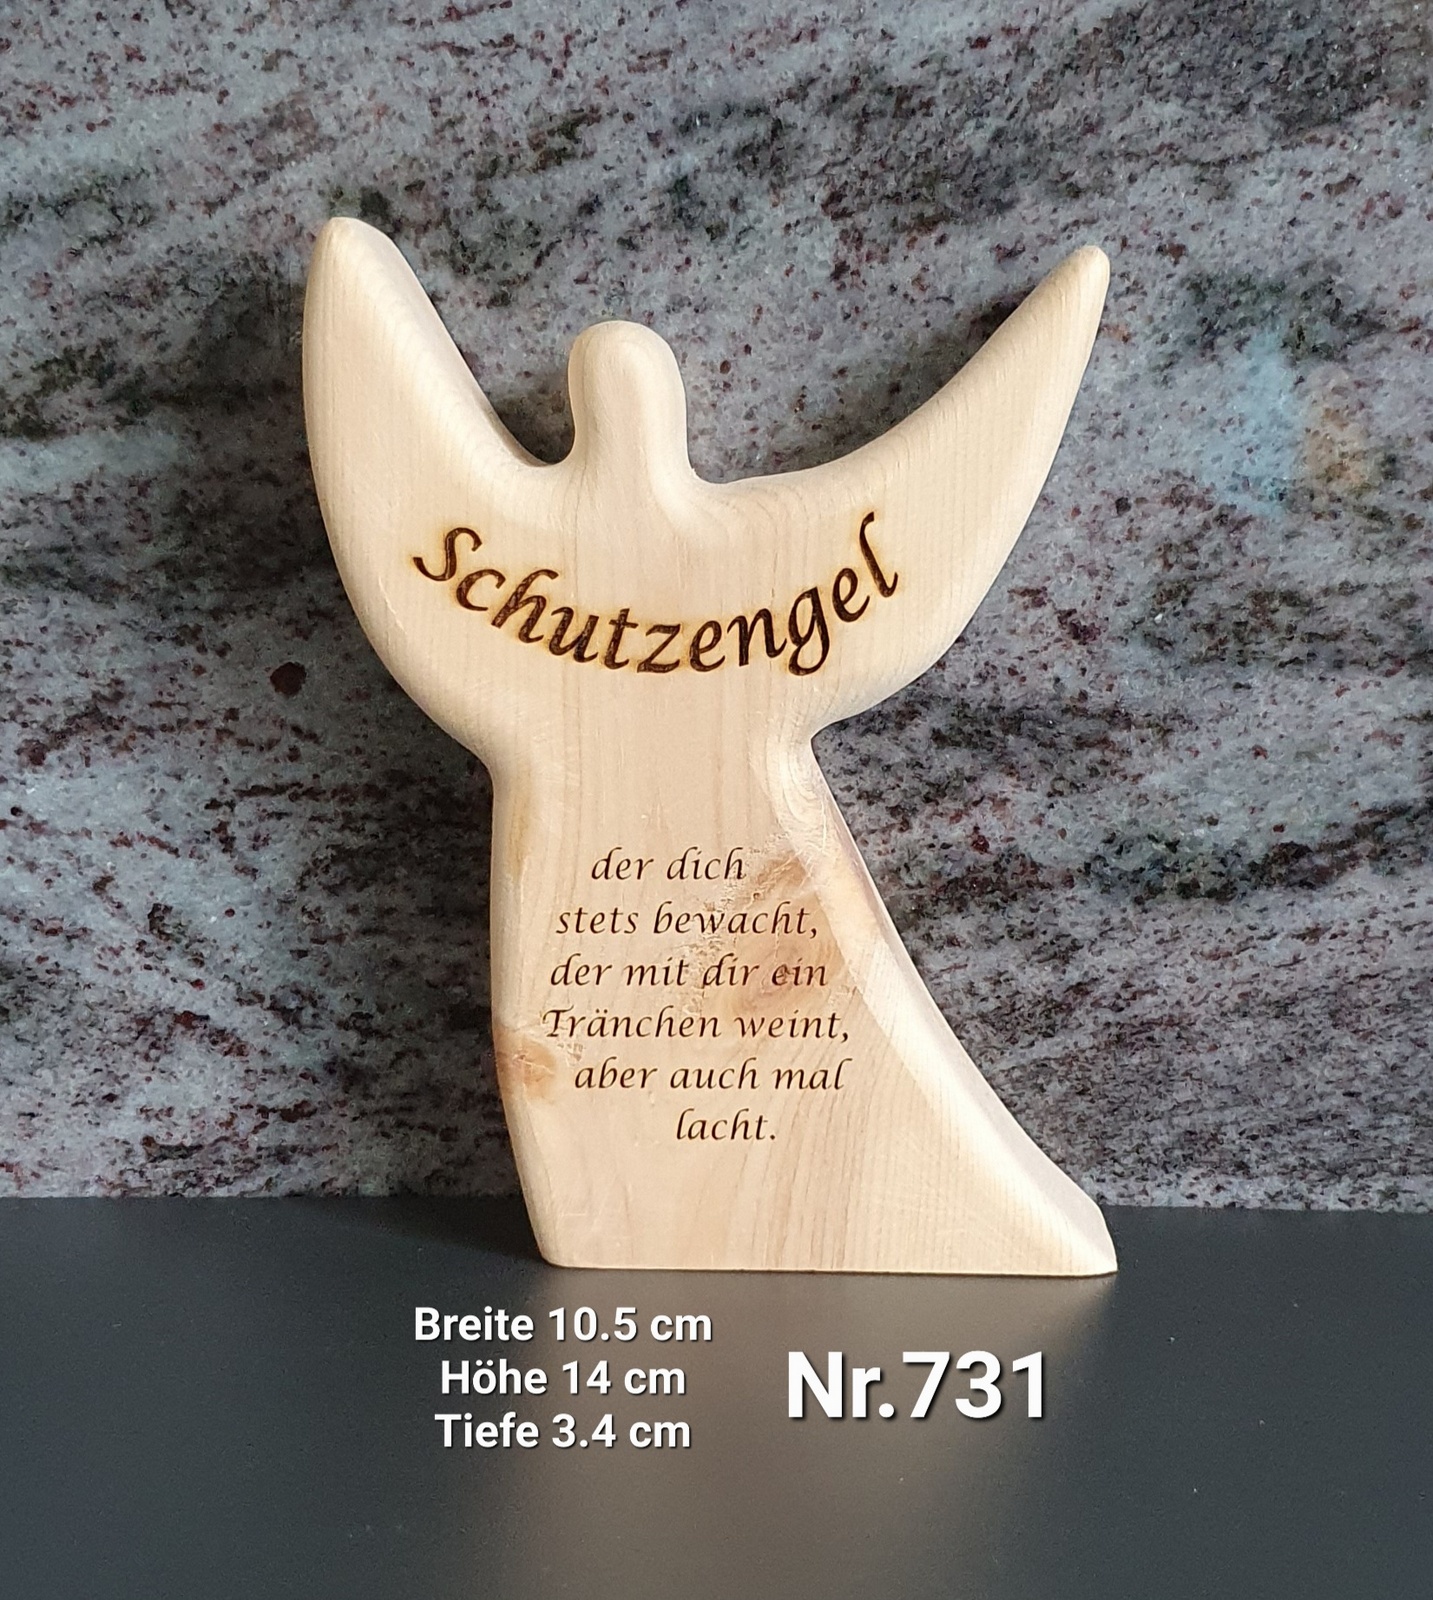 Schutzengel
der dich
stets bewacht,
der mit dir ein
Tränchen weint,
aber auch mal
lacht.
Breite 10.5 cm
Höhe 14 cm
Tiefe 3.4 cm
Nr.731